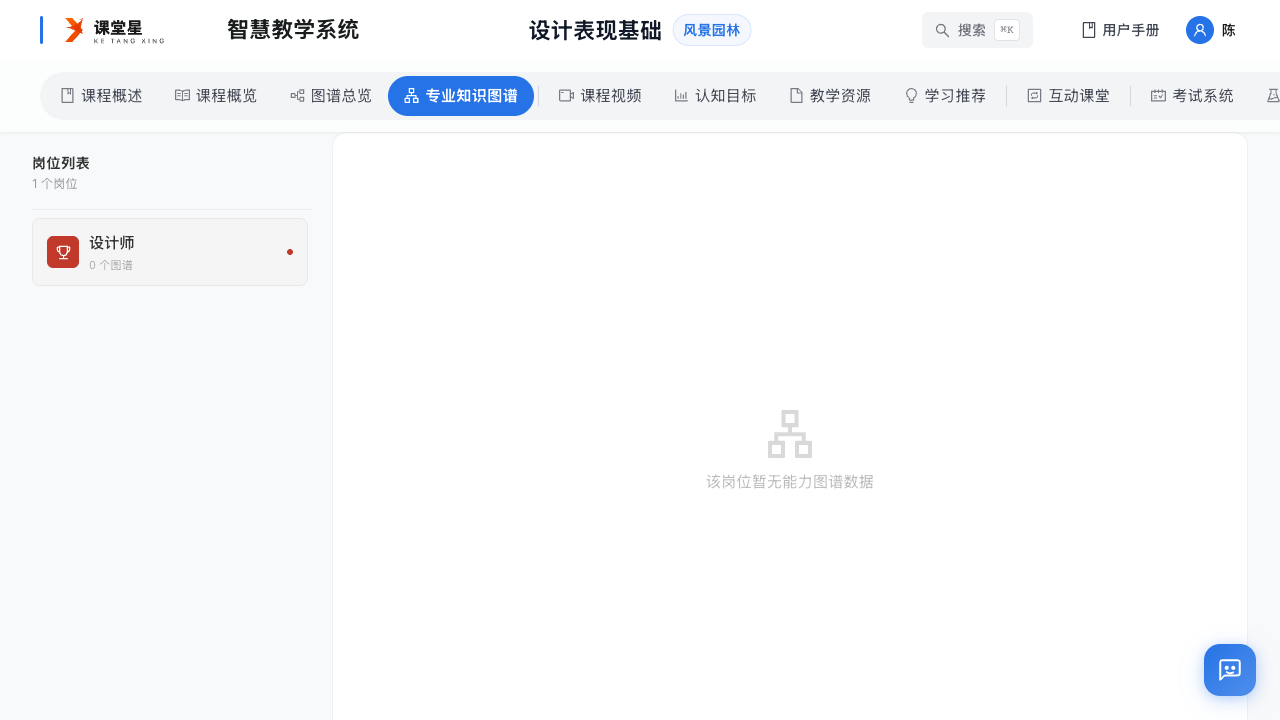 课堂星
KE TANG XING
智慧教学系统
设计表现基础
风景园林
搜索
⌘K
用户手册
陈
课程概述
课程概览
图谱总览
专业知识图谱
课程视频
认知目标
教学资源
学习推荐
互动课堂
考试系统
岗位列表
1 个岗位
设计师
0 个图谱
该岗位暂无能力图谱数据